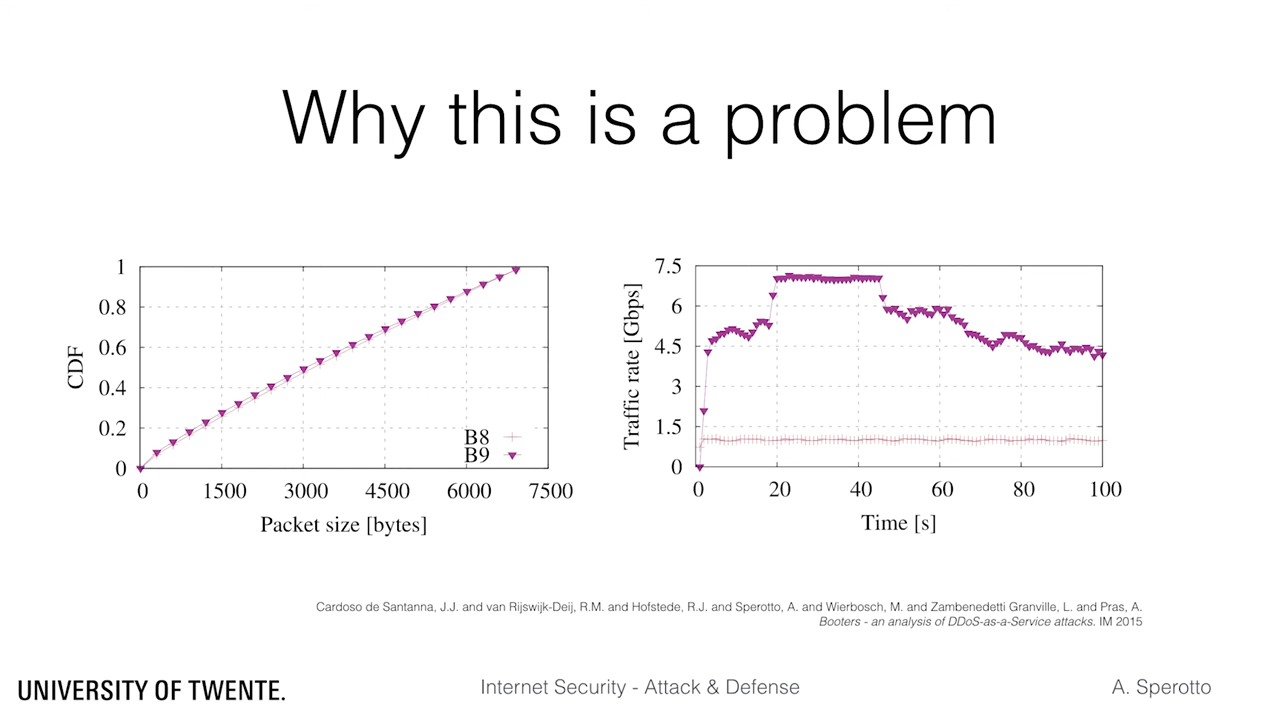 Why this is a problem
1
0.8
0.6
0.4
0.2
0
CDF
B8
B9
0 1500 3000 4500 6000 7500
Packet size [bytes]
7.5
6
4.5
3
1.5
0
Traffic rate [Gbps]
0 20 40 60 80 100
Time [s]
Cardoso de Santanna, J.J. and van Rijswijk-Deij, R.M. and Hofstede, R.J. and Sperotto, A. and Wierbosch, M. and Zambenedetti Granville, L. and Pras, A.
Booters - an analysis of DDoS-as-a-Service attacks. IM 2015
UNIVERSITY OF TWENTE.
Internet Security - Attack & Defense
A. Sperotto